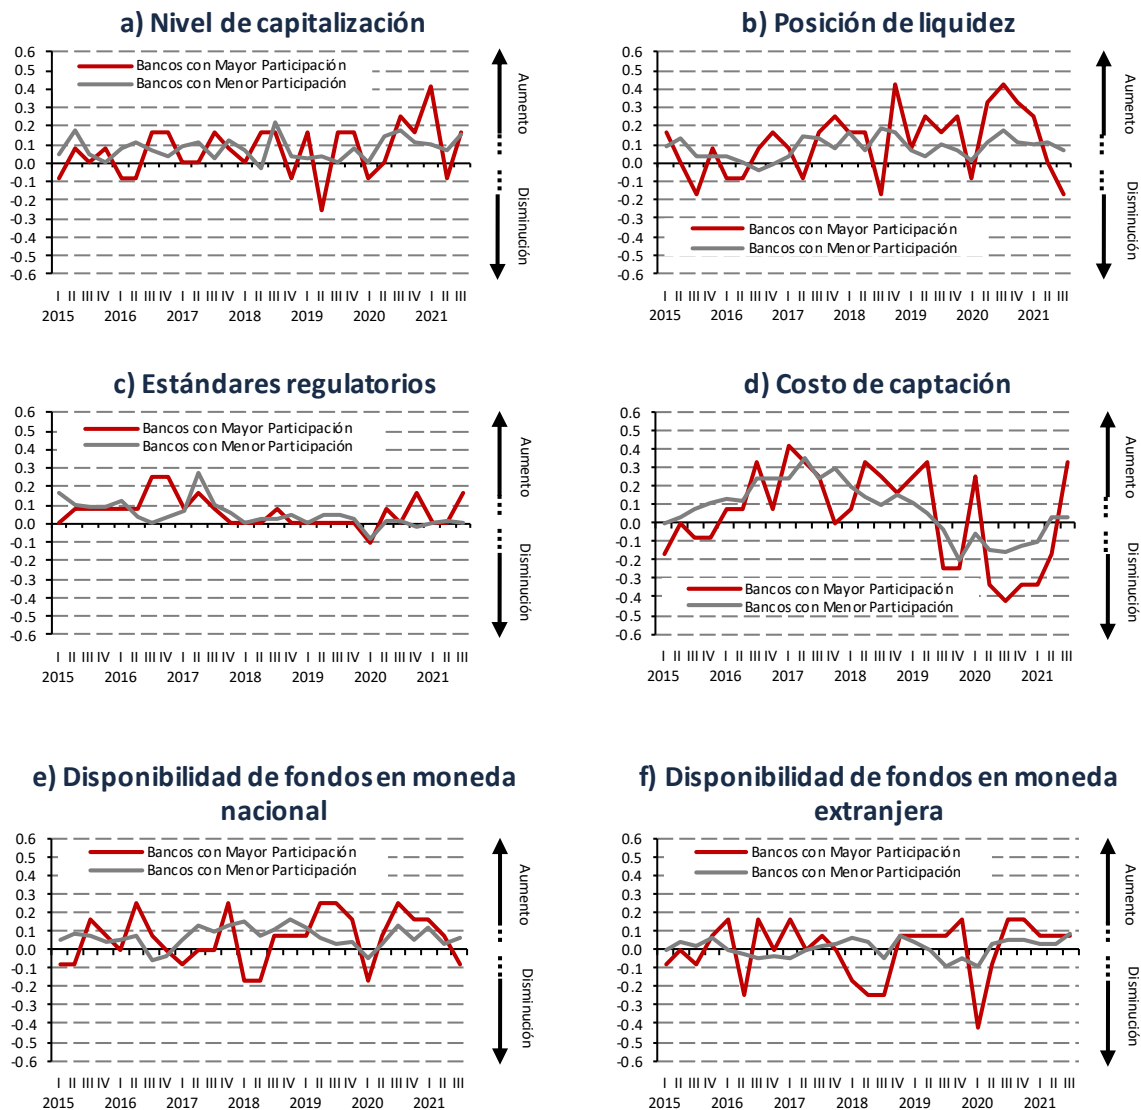 a) Nivel de capitalización
0.6
0.5
0.4
0.3
0.2
0.1
0.0
-0.1
-0.2
-0.3
-0.4
-0.5
-0.6
Bancos con Mayor Participación
Bancos con Menor Participación
Aumento
Disminución
I II III IV I II III IV I II III IV I II III IV I II III IV I II III IV I II III
2015 2016 2017 2018 2019 2020 2021
b) Posición de liquidez
0.6
0.5
0.4
0.3
0.2
0.1
0.0
-0.1
-0.2
-0.3
-0.4
-0.5
-0.6
Bancos con Mayor Participación
Bancos con Menor Participación
Aumento
Disminución
I II III IV I II III IV I II III IV I II III IV I II III IV I II III IV I II III
2015 2016 2017 2018 2019 2020 2021
c) Estándares regulatorios
0.6
0.5
0.4
0.3
0.2
0.1
0.0
-0.1
-0.2
-0.3
-0.4
-0.5
-0.6
Bancos con Mayor Participación
Bancos con Menor Participación
Aumento
Disminución
I II III IV I II III IV I II III IV I II III IV I II III IV I II III IV I II III
2015 2016 2017 2018 2019 2020 2021
d) Costo de captación
0.6
0.5
0.4
0.3
0.2
0.1
0.0
-0.1
-0.2
-0.3
-0.4
-0.5
-0.6
Bancos con Mayor Participación
Bancos con Menor Participación
Aumento
Disminución
I II III IV I II III IV I II III IV I II III IV I II III IV I II III IV I II III
2015 2016 2017 2018 2019 2020 2021
e) Disponibilidad de fondos en moneda
nacional
0.6
0.5
0.4
0.3
0.2
0.1
0.0
-0.1
-0.2
-0.3
-0.4
-0.5
-0.6
Bancos con Mayor Participación
Bancos con Menor Participación
Aumento
Disminución
I II III IV I II III IV I II III IV I II III IV I II III IV I II III IV I II III
2015 2016 2017 2018 2019 2020 2021
f) Disponibilidad de fondos en moneda
extranjera
0.6
0.5
0.4
0.3
0.2
0.1
0.0
-0.1
-0.2
-0.3
-0.4
-0.5
-0.6
Bancos con Mayor Participación
Bancos con Menor Participación
Aumento
Disminución
I II III IV I II III IV I II III IV I II III IV I II III IV I II III IV I II III
2015 2016 2017 2018 2019 2020 2021